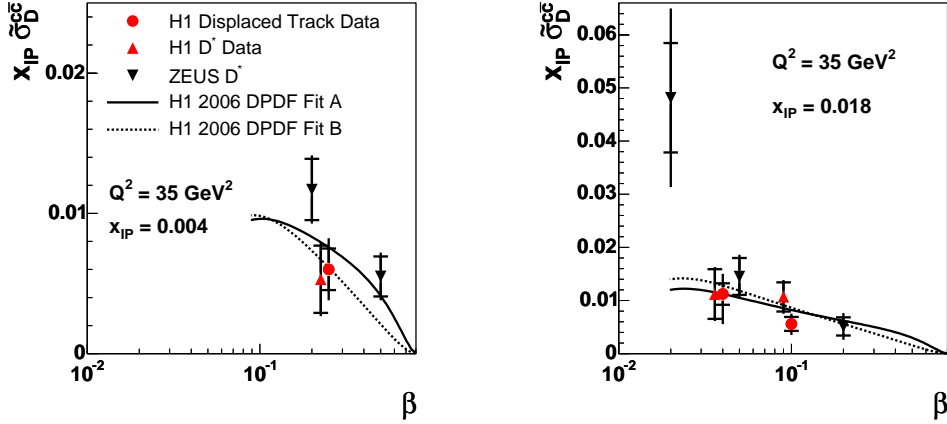 x_IP σ̃_D^cc̄
0.02
0.01
0
H1 Displaced Track Data
H1 D* Data
ZEUS D*
H1 2006 DPDF Fit A
H1 2006 DPDF Fit B
Q² = 35 GeV²
x_IP = 0.004
10⁻²
10⁻¹
β
x_IP σ̃_D^cc̄
0.06
0.05
0.04
0.03
0.02
0.01
0
Q² = 35 GeV²
x_IP = 0.018
10⁻²
10⁻¹
β